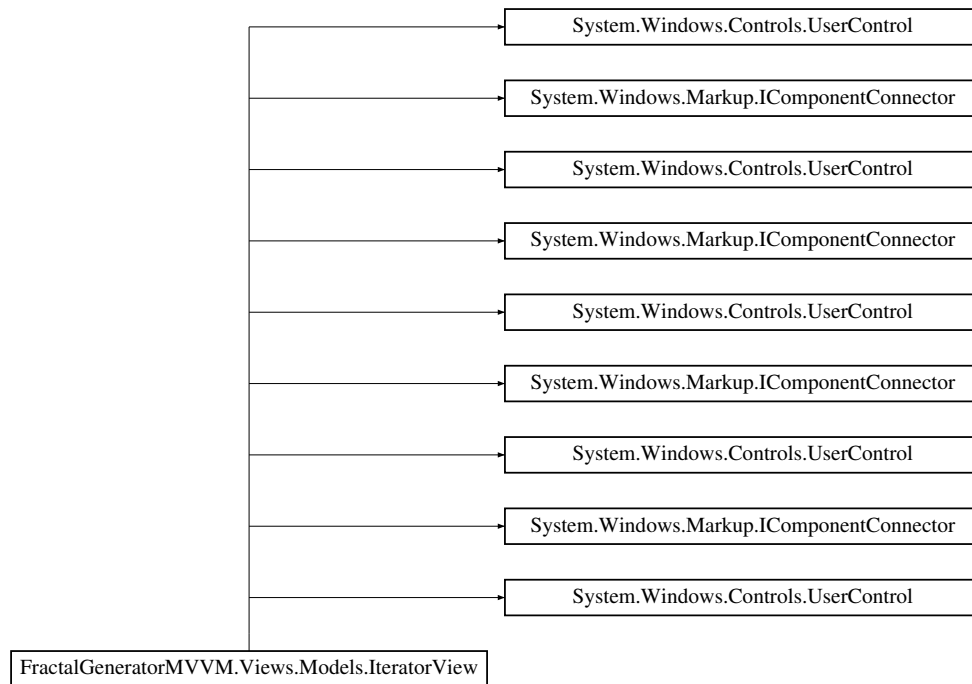 System.Windows.Controls.UserControl
System.Windows.Markup.IComponentConnector
System.Windows.Controls.UserControl
System.Windows.Markup.IComponentConnector
System.Windows.Controls.UserControl
System.Windows.Markup.IComponentConnector
System.Windows.Controls.UserControl
System.Windows.Markup.IComponentConnector
System.Windows.Controls.UserControl
FractalGeneratorMVVM.Views.Models.IteratorView